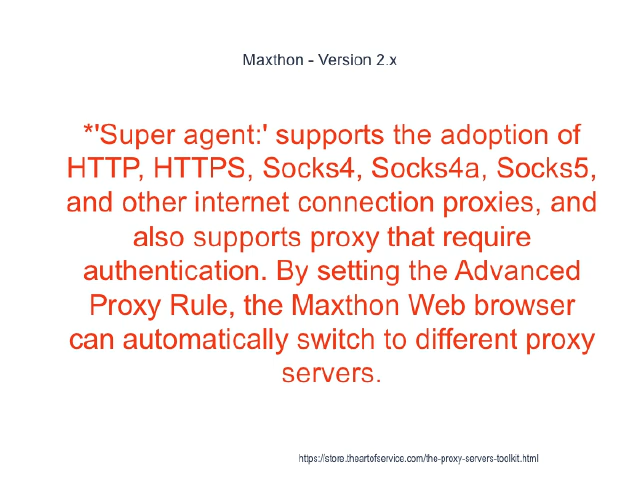 Maxthon - Version 2.x
*'Super agent:' supports the adoption of
HTTP, HTTPS, Socks4, Socks4a, Socks5,
and other internet connection proxies, and
also supports proxy that require
authentication. By setting the Advanced
Proxy Rule, the Maxthon Web browser
can automatically switch to different proxy
servers.
https://store.theartofservice.com/the-proxy-servers-toolkit.html